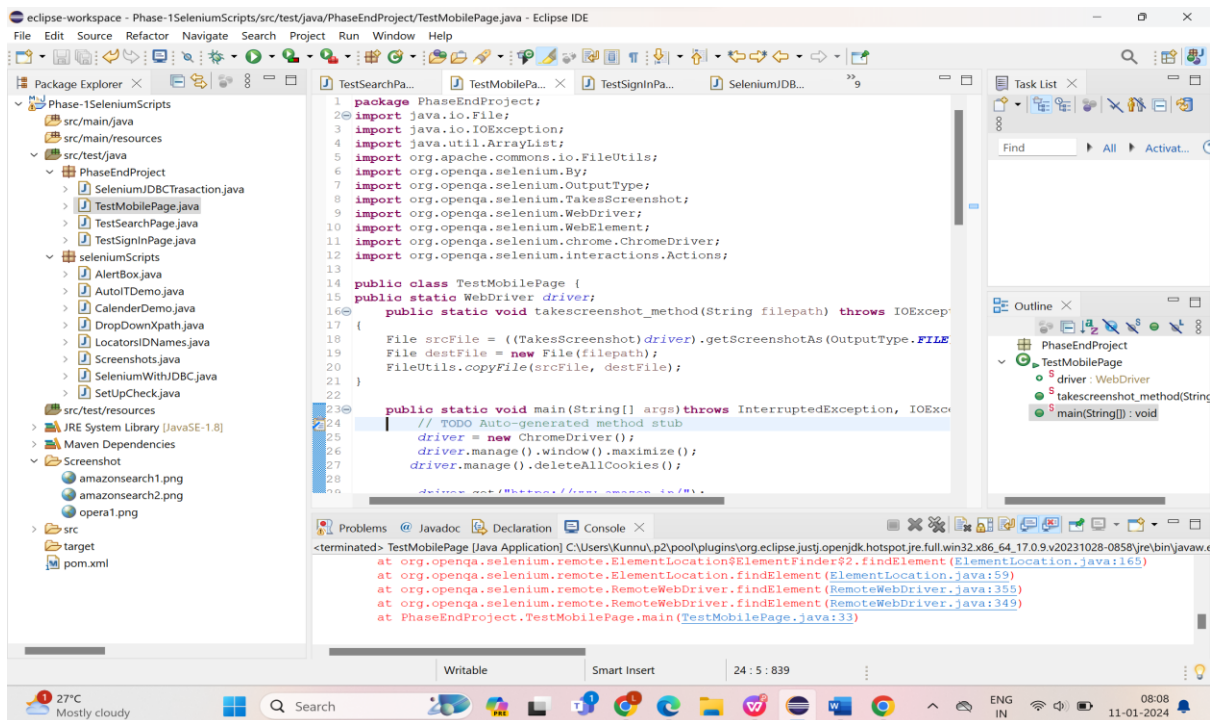 eclipse-workspace - Phase-1SeleniumScripts/src/test/java/PhaseEndProject/TestMobilePage.java - Eclipse IDE
File Edit Source Refactor Navigate Search Project Run Window Help
Package Explorer
Phase-1SeleniumScripts
src/main/java
src/main/resources
src/test/java
PhaseEndProject
SeleniumJDBCTrasaction.java
TestMobilePage.java
TestSearchPage.java
TestSignInPage.java
seleniumScripts
AlertBox.java
AutoITDemo.java
CalenderDemo.java
DropDownXpath.java
LocatorsIDNames.java
Screenshots.java
SeleniumWithJDBC.java
SetUpCheck.java
src/test/resources
JRE System Library [JavaSE-1.8]
Maven Dependencies
Screenshot
amazonsearch1.png
amazonsearch2.png
opera1.png
src
target
pom.xml
TestSearchPa... TestMobilePa... TestSignInPa... SeleniumJDB... 9
1 package PhaseEndProject;
2 import java.io.File;
3 import java.io.IOException;
4 import java.util.ArrayList;
5 import org.apache.commons.io.FileUtils;
6 import org.openqa.selenium.By;
7 import org.openqa.selenium.OutputType;
8 import org.openqa.selenium.TakesScreenshot;
9 import org.openqa.selenium.WebDriver;
10 import org.openqa.selenium.WebElement;
11 import org.openqa.selenium.chrome.ChromeDriver;
12 import org.openqa.selenium.interactions.Actions;
13
14 public class TestMobilePage {
15 public static WebDriver driver;
16 public static void takescreenshot_method(String filepath) throws IOExcep
17 {
18 File srcFile = ((TakesScreenshot)driver).getScreenshotAs(OutputType.FILE
19 File destFile = new File(filepath);
20 FileUtils.copyFile(srcFile, destFile);
21 }
22
23 public static void main(String[] args)throws InterruptedException, IOExce
24 // TODO Auto-generated method stub
25 driver = new ChromeDriver();
26 driver.manage().window().maximize();
27 driver.manage().deleteAllCookies();
28
29 driver.get("https://www.amazon.in/");
Task List
Find All Activat...
Outline
PhaseEndProject
TestMobilePage
driver : WebDriver
takescreenshot_method(String
main(String[]) : void
Problems Javadoc Declaration Console
<terminated> TestMobilePage [Java Application] C:\Users\Kunnu\.p2\pool\plugins\org.eclipse.justj.openjdk.hotspot.jre.full.win32.x86_64_17.0.9.v20231028-0858\jre\bin\javaw.e
at org.openqa.selenium.remote.ElementLocation$ElementFinder$2.findElement(ElementLocation.java:165)
at org.openqa.selenium.remote.ElementLocation.findElement(ElementLocation.java:59)
at org.openqa.selenium.remote.RemoteWebDriver.findElement(RemoteWebDriver.java:355)
at org.openqa.selenium.remote.RemoteWebDriver.findElement(RemoteWebDriver.java:349)
at PhaseEndProject.TestMobilePage.main(TestMobilePage.java:33)
Writable Smart Insert 24 : 5 : 839
1 27°C
Mostly cloudy
Search
PRE
ENG
IN
08:08
11-01-2024